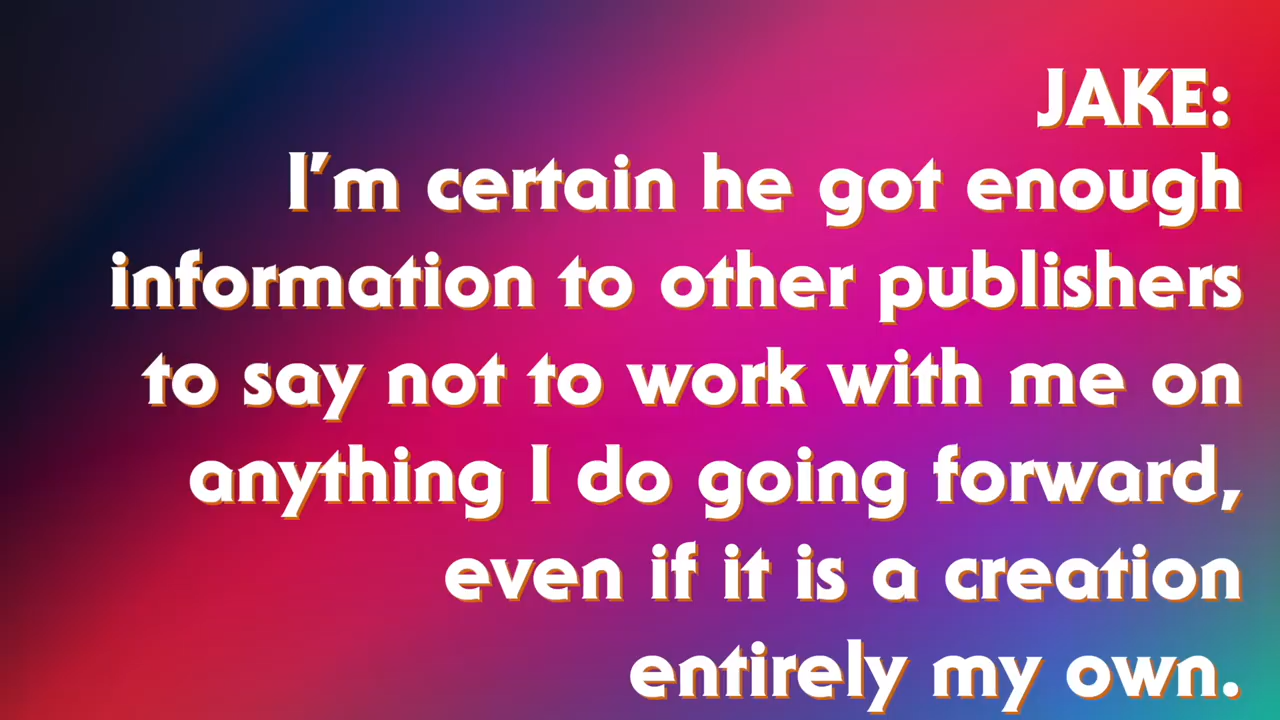 JAKE:
I'm certain he got enough
information to other publishers
to say not to work with me on
anything I do going forward,
even if it is a creation
entirely my own.